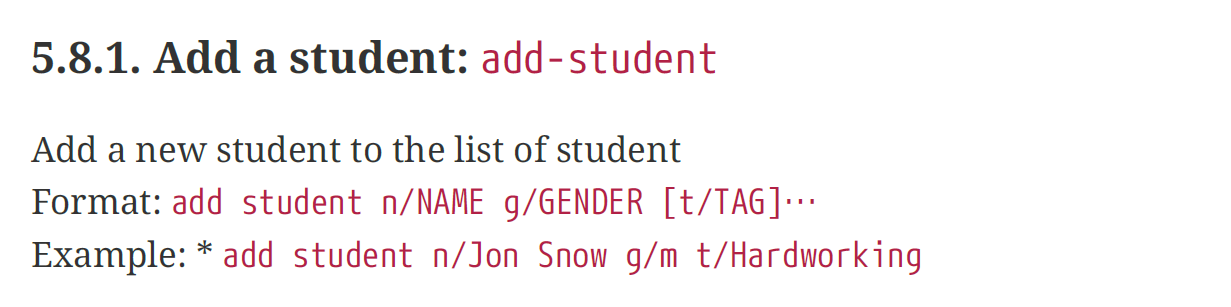 5.8.1. Add a student: add-student
Add a new student to the list of student
Format: add student n/NAME g/GENDER [t/TAG]…
Example: * add student n/Jon Snow g/m t/Hardworking